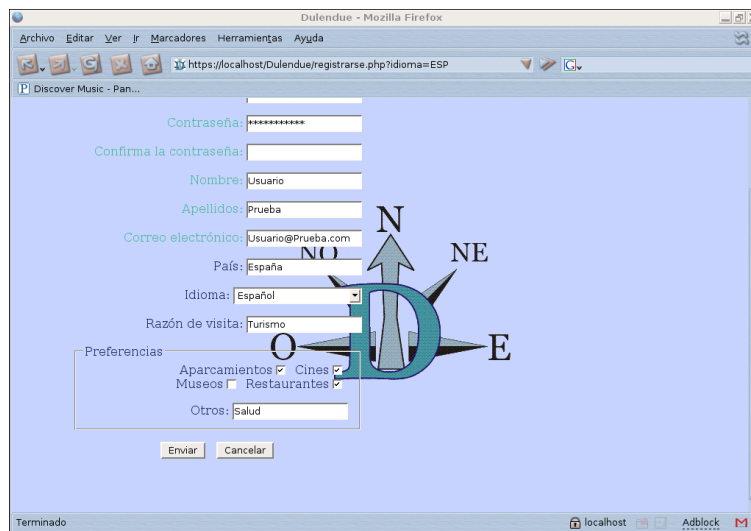 Dulendue - Mozilla Firefox
Archivo Editar Ver Ir Marcadores Herramientas Ayuda
https://localhost/Dulendue/registrarse.php?idioma=ESP
G
P Discover Music - Pan...
Contraseña: ***********
Confirma la contraseña:
Nombre: Usuario
Apellidos: Prueba
N
Correo electrónico: Usuario@Prueba.com
NO
NE
País: España
Idioma: Español
Razón de visita: Turismo
O
D
E
Preferencias
Aparcamientos Cines
Museos Restaurantes
Otros: Salud
Enviar Cancelar
Terminado localhost Adblock M